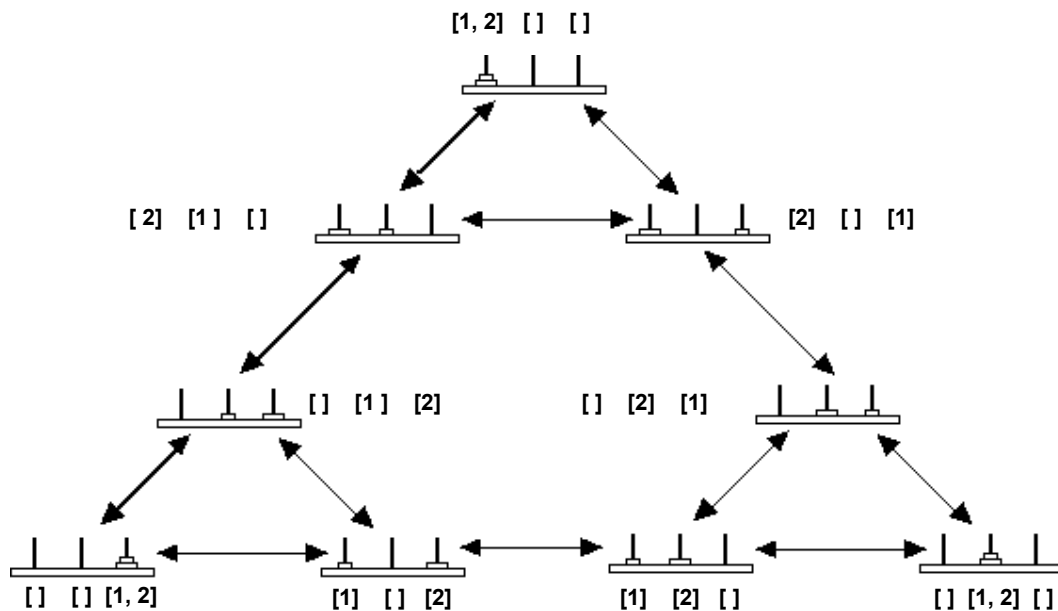 [1, 2] [ ] [ ]
[ 2] [1 ] [ ]
[2] [ ] [1]
[ ] [1 ] [2]
[ ] [2] [1]
[ ] [ ] [1, 2]
[1] [ ] [2]
[1] [2] [ ]
[ ] [1, 2] [ ]